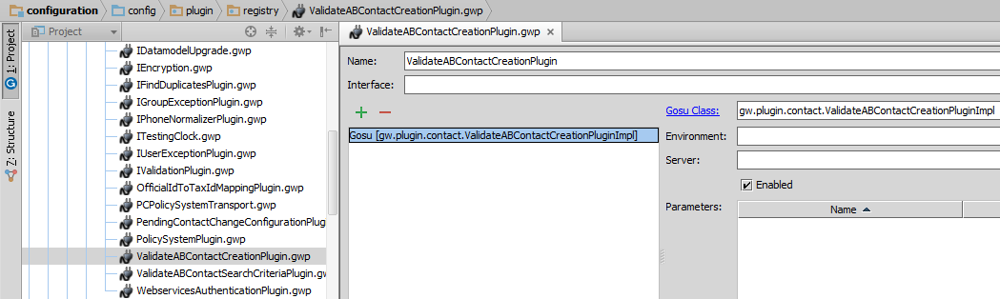 configuration config plugin registry ValidateABContactCreationPlugin.gwp
1: Project
Z: Structure
Project
IDatamodelUpgrade.gwp
IEncryption.gwp
IFindDuplicatesPlugin.gwp
IGroupExceptionPlugin.gwp
IPhoneNormalizerPlugin.gwp
ITestingClock.gwp
IUserExceptionPlugin.gwp
IValidationPlugin.gwp
OfficialIdToTaxIdMappingPlugin.gwp
PCPolicySystemTransport.gwp
PendingContactChangeConfigurationPlug
PolicySystemPlugin.gwp
ValidateABContactCreationPlugin.gwp
ValidateABContactSearchCriteriaPlugin.g
WebservicesAuthenticationPlugin.gwp
ValidateABContactCreationPlugin.gwp
Name: ValidateABContactCreationPlugin
Interface:
Gosu [gw.plugin.contact.ValidateABContactCreationPluginImpl]
Gosu Class: gw.plugin.contact.ValidateABContactCreationPluginImpl
Environment:
Server:
Enabled
Parameters:
Name